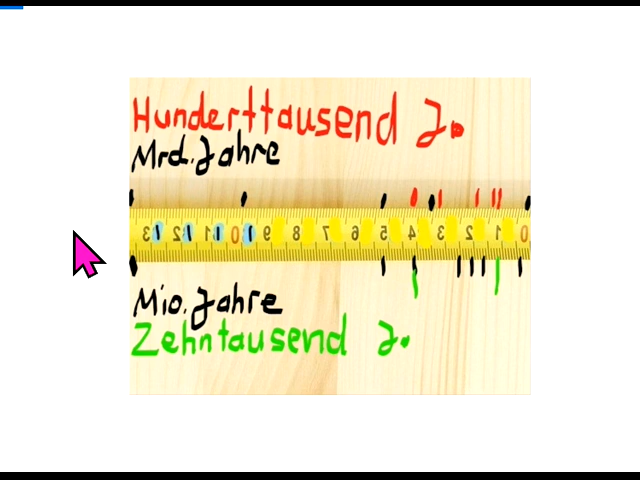 Hunderttausend J.
Mrd. Jahre
13 12 11 10 9 8 7 6 5 4 3 2 1 0
Mio. Jahre
Zehntausend J.